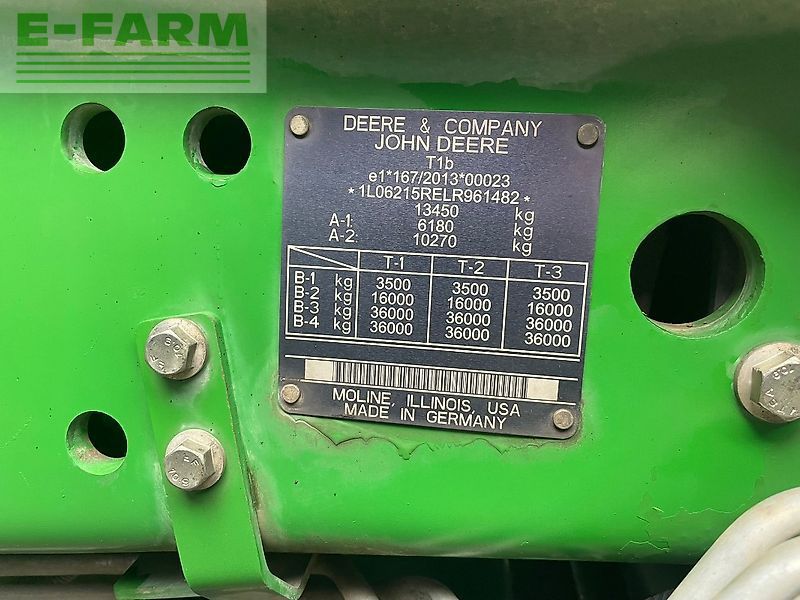 E-FARM
DEERE & COMPANY
JOHN DEERE
T1b
e1*167/2013*00023
*1L06215RELR961482*
13450 kg
A-1: 6180 kg
A-2: 10270 kg
T-1 T-2 T-3
B-1 kg 3500 3500 3500
B-2 kg 16000 16000 16000
B-3 kg 36000 36000 36000
B-4 kg 36000 36000 36000
MOLINE, ILLINOIS, USA
MADE IN GERMANY